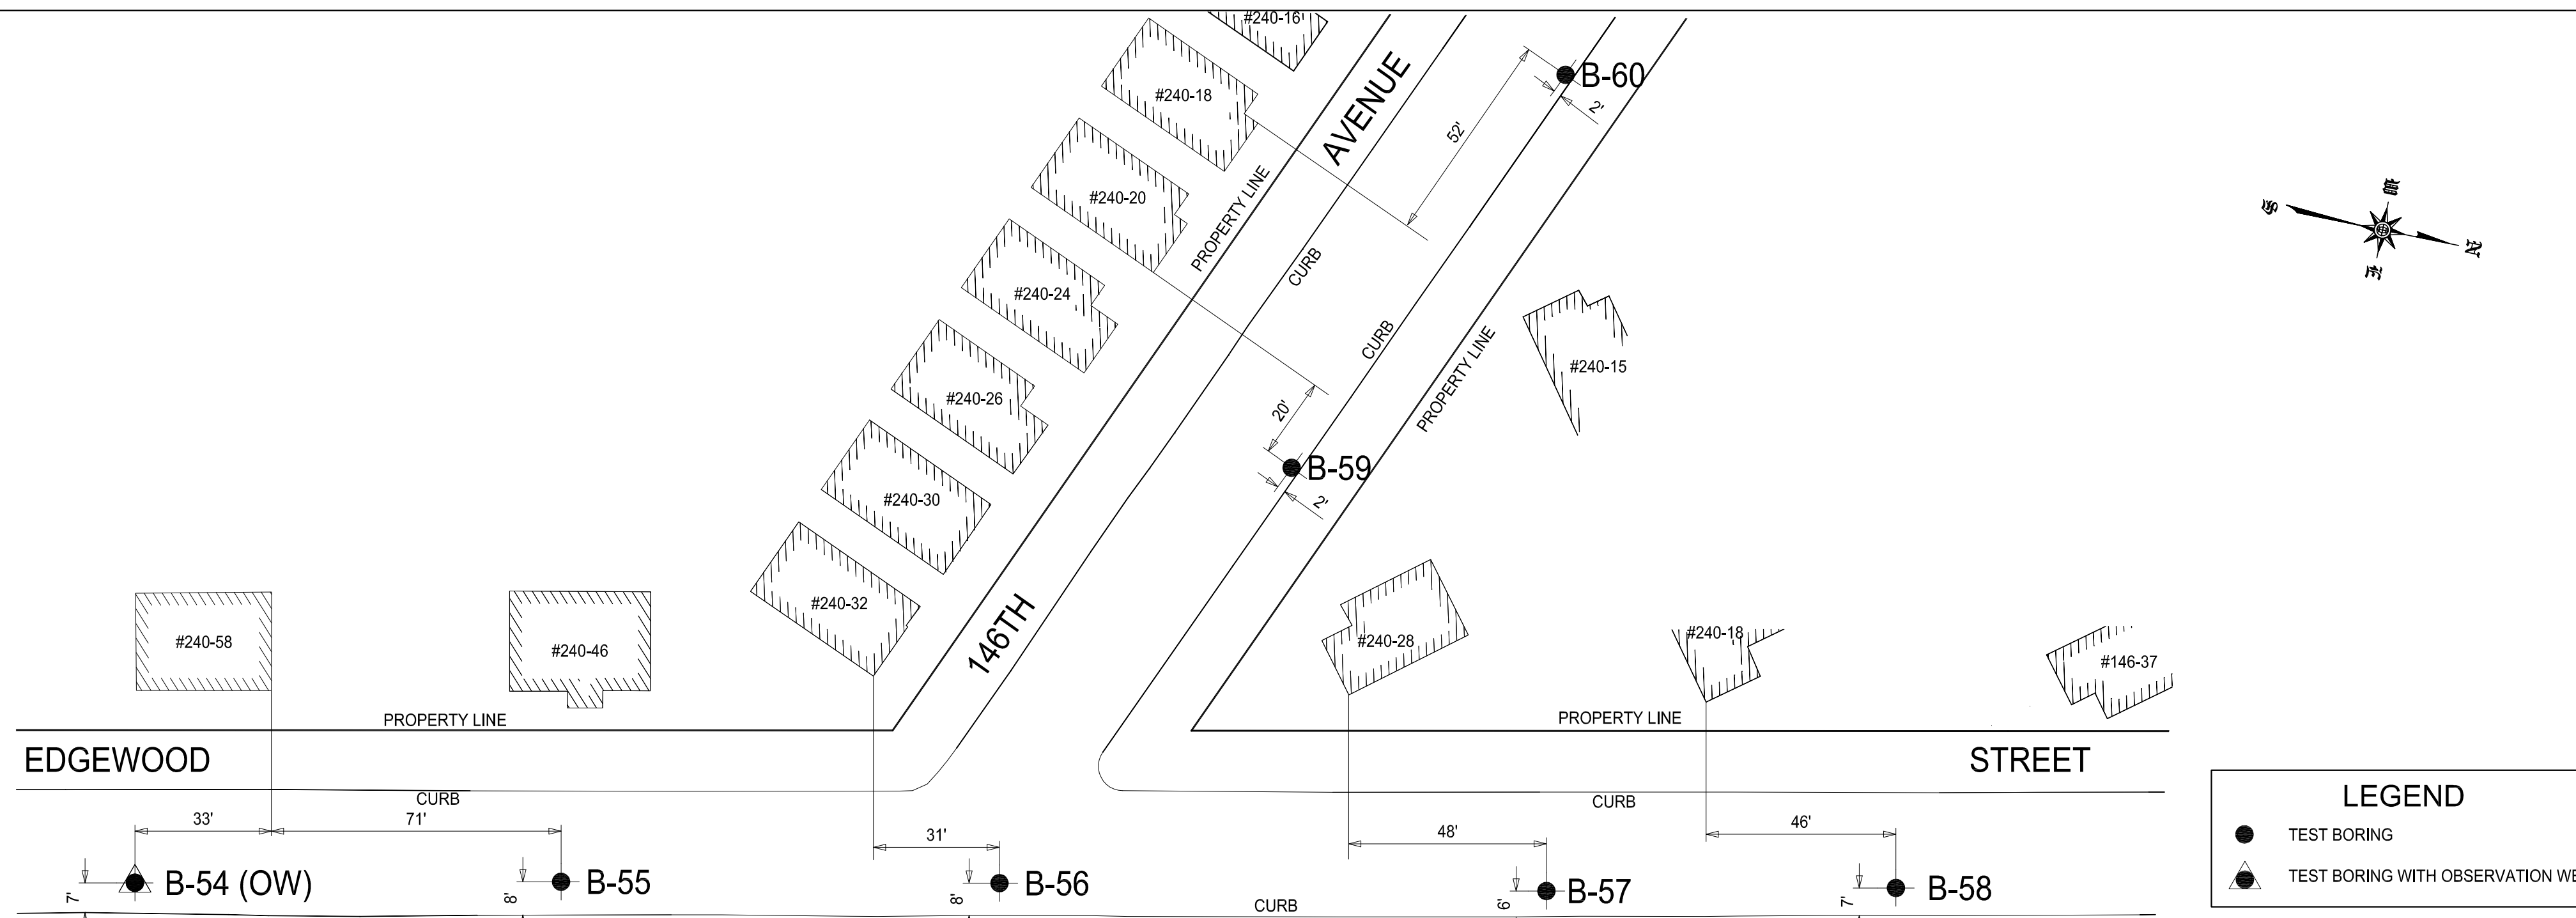 #240-16'
#240-18
B-60
2'
52'
AVENUE
#240-20
PROPERTY LINE
CURB
#240-24
W
S
N
E
CURB
PROPERTY LINE
#240-15
#240-26
20'
B-59
2'
#240-30
#240-32
146TH
#240-58
#240-46
#240-28
#240-18
#146-37
PROPERTY LINE
PROPERTY LINE
EDGEWOOD
STREET
CURB
CURB
33'
71'
31'
48'
46'
7'
B-54 (OW)
8'
B-55
8'
B-56
6'
B-57
7'
B-58
CURB
LEGEND
TEST BORING
TEST BORING WITH OBSERVATION